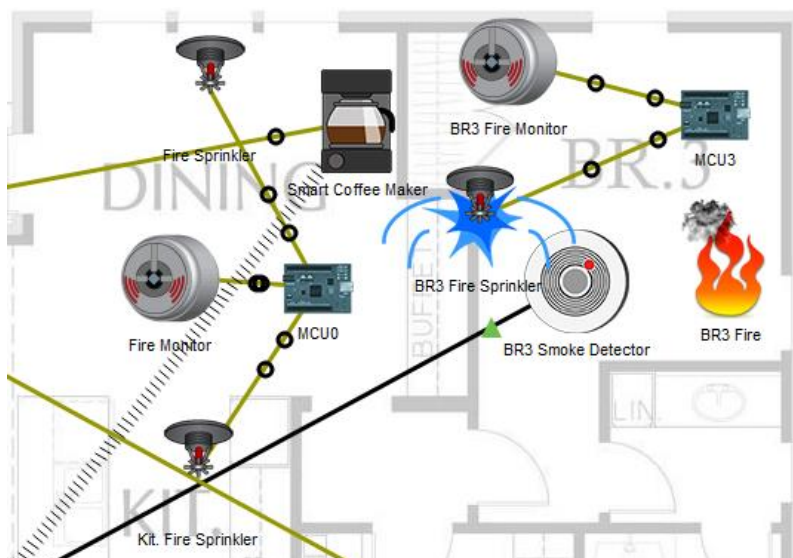 BR3 Fire Monitor
MCU3
Fire Sprinkler
Smart Coffee Maker
DINING
BR.3
BR3 Fire Sprinkler
BUFFET
Fire Monitor
MCU0
BR3 Smoke Detector
BR3 Fire
LIN.
KIT.
Kit. Fire Sprinkler